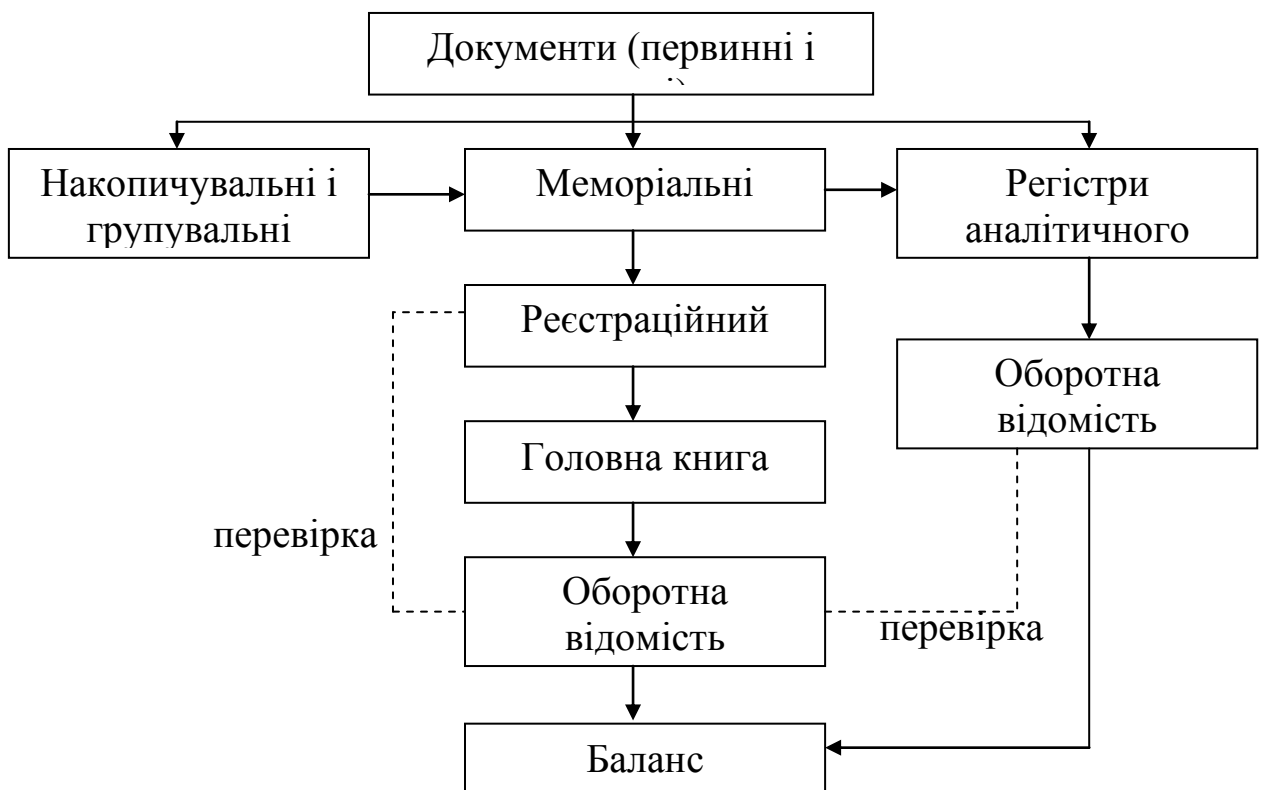 Документи (первинні і
Накопичувальні і
групувальні
Меморіальні
Регістри
аналітичного
Реєстраційний
Оборотна
відомість
Головна книга
перевірка
Оборотна
відомість
перевірка
Баланс